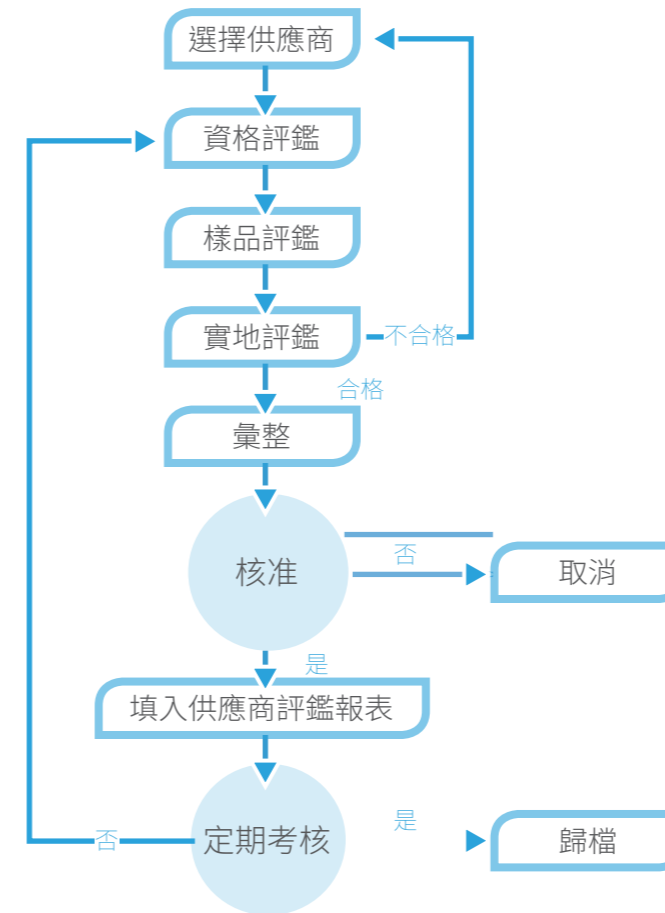 選擇供應商
資格評鑑
樣品評鑑
實地評鑑
不合格
合格
彙整
核准
否
取消
是
填入供應商評鑑報表
定期考核
否
是
歸檔